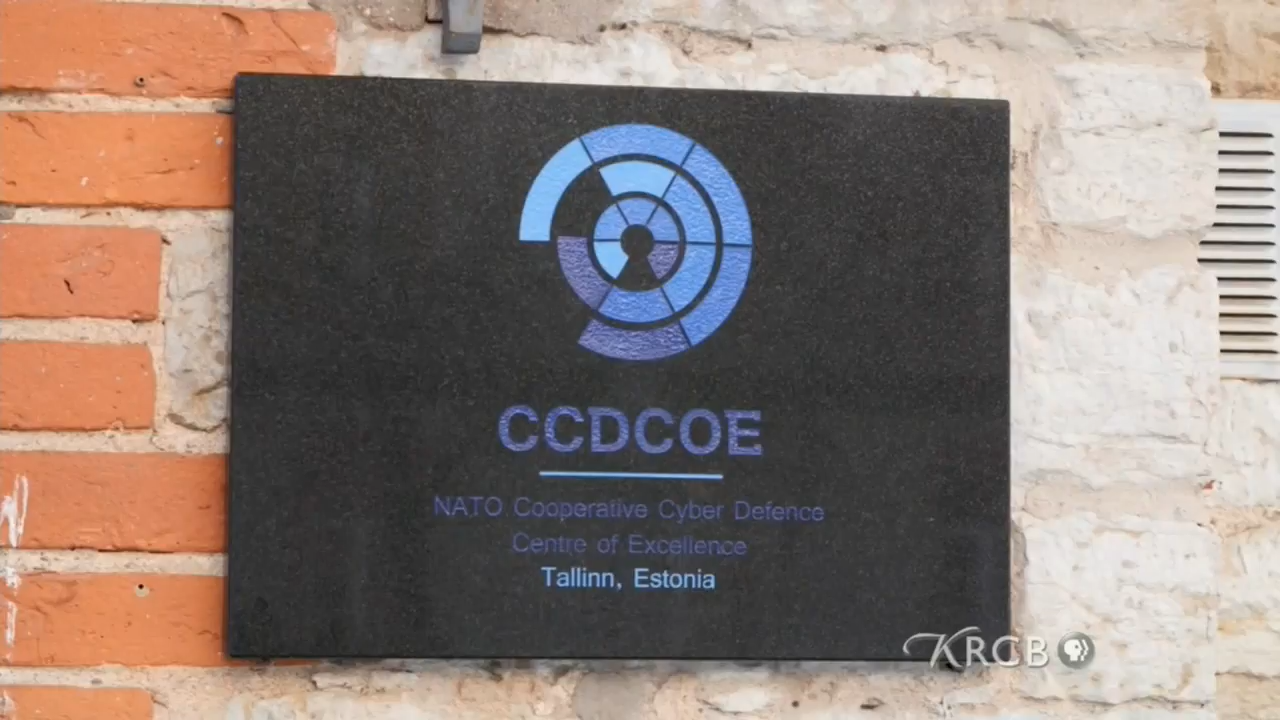 CCDCOE
NATO Cooperative Cyber Defence
Centre of Excellence
Tallinn, Estonia
KRCB